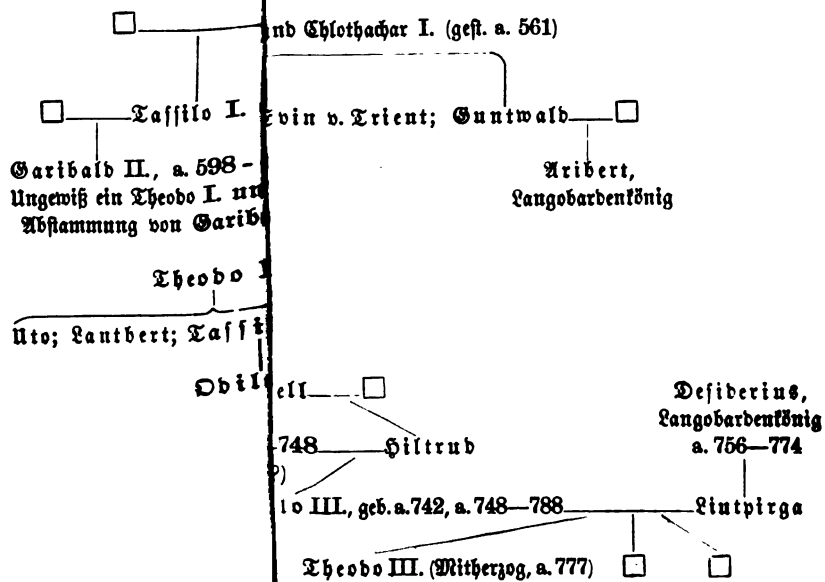 nd Chlothachar I. (gest. a. 561)
Tassilo I. vin v. Trient; Guntwald
Garibald II., a. 598 -
Aribert,
Ungewiß ein Theodo I. un
Langobardenkönig
Abstammung von Garib
Theodo I
Uto; Lantbert; Tassi
Odil ell
Desiderius,
Langobardenkönig
-748 Hiltrud
a. 756—774
io III., geb. a. 742, a. 748—788 Liutpirga
Theodo III. (Mitherzog, a. 777)